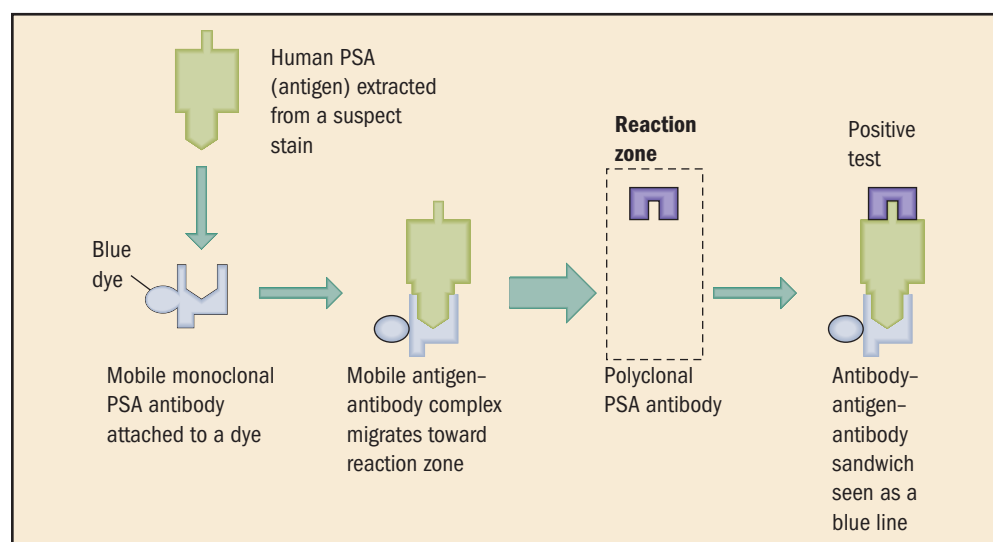 Human PSA
(antigen) extracted
from a suspect
stain
Reaction
zone
Positive
test
Blue
dye
Mobile monoclonal
PSA antibody
attached to a dye
Mobile antigen–
antibody complex
migrates toward
reaction zone
Polyclonal
PSA antibody
Antibody–
antigen–
antibody
sandwich
seen as a
blue line